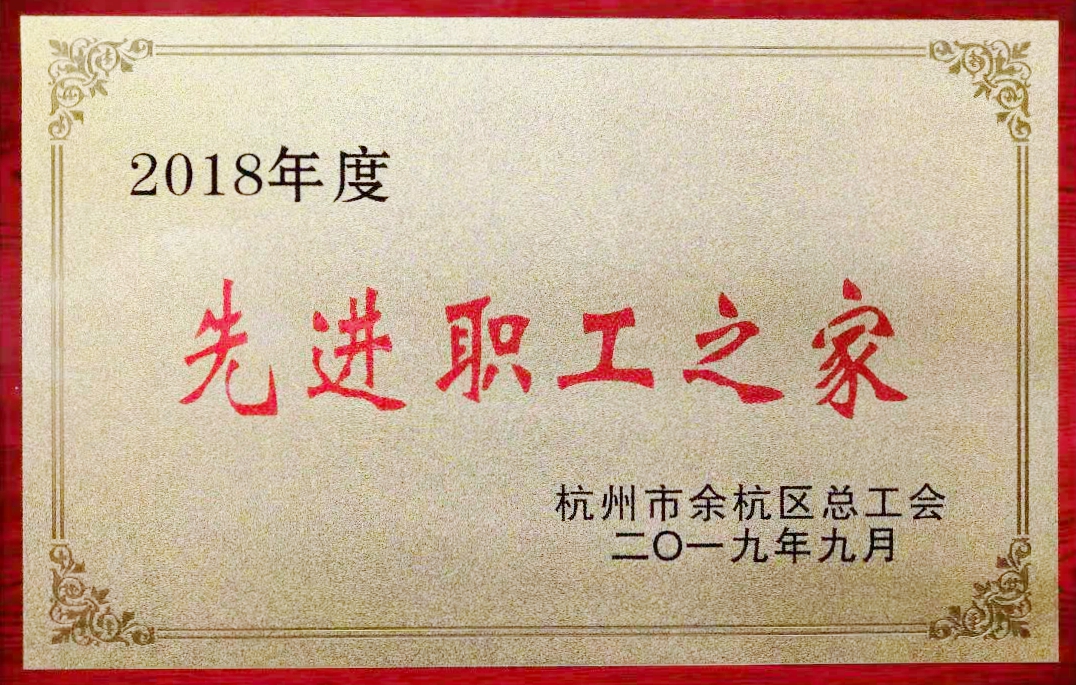 2018年度
先进职工之家
杭州市余杭区总工会
二〇一九年九月